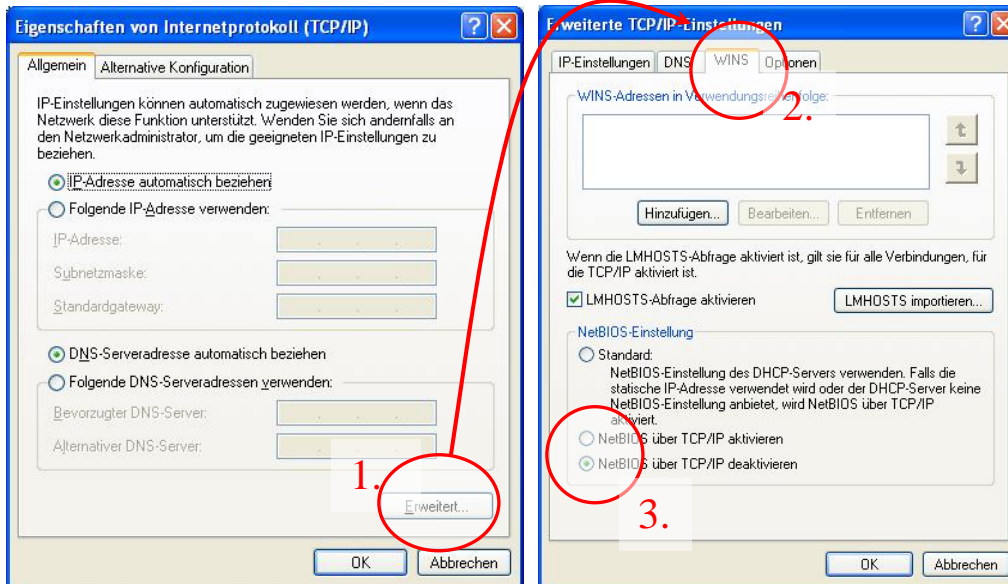 Eigenschaften von Internetprotokoll (TCP/IP)
Allgemein
Alternative Konfiguration
IP-Einstellungen können automatisch zugewiesen werden, wenn das
Netzwerk diese Funktion unterstützt. Wenden Sie sich andernfalls an
den Netzwerkadministrator, um die geeigneten IP-Einstellungen zu
beziehen.
IP-Adresse automatisch beziehen
Folgende IP-Adresse verwenden:
IP-Adresse:
Subnetzmaske:
Standardgateway:
DNS-Serveradresse automatisch beziehen
Folgende DNS-Serveradressen verwenden:
Bevorzugter DNS-Server:
Alternativer DNS-Server:
1.
Erweitert...
OK
Abbrechen
Erweiterte TCP/IP-Einstellungen
IP-Einstellungen
DNS
WINS
Optionen
2.
WINS-Adressen in Verwendungsreihenfolge:
Hinzufügen...
Bearbeiten...
Entfernen
Wenn die LMHOSTS-Abfrage aktiviert ist, gilt sie für alle Verbindungen, für
die TCP/IP aktiviert ist.
LMHOSTS-Abfrage aktivieren
LMHOSTS importieren...
NetBIOS-Einstellung
Standard:
NetBIOS-Einstellung des DHCP-Servers verwenden. Falls die
statische IP-Adresse verwendet wird oder der DHCP-Server keine
NetBIOS-Einstellung anbietet, wird NetBIOS über TCP/IP
aktiviert.
NetBIOS über TCP/IP aktivieren
NetBIOS über TCP/IP deaktivieren
3.
OK
Abbrechen